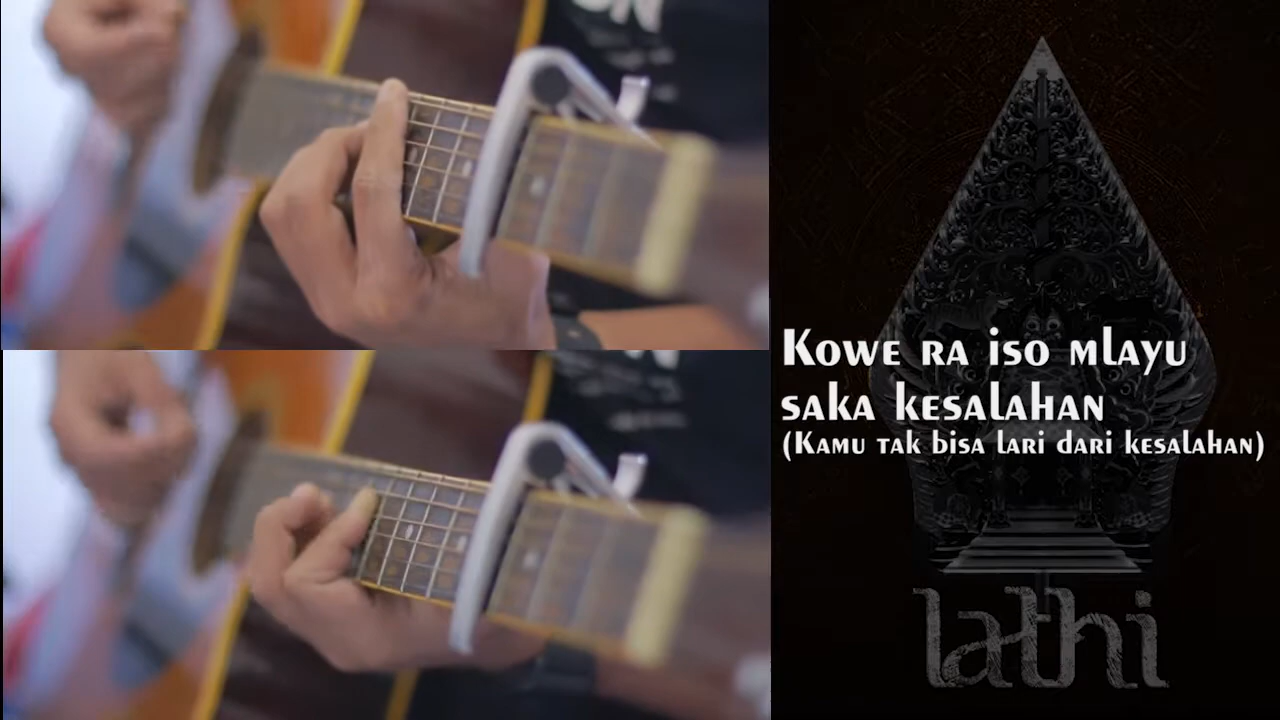 Kowe ra iso mlayu
saka kesalahan
(Kamu tak bisa lari dari kesalahan)
lathi